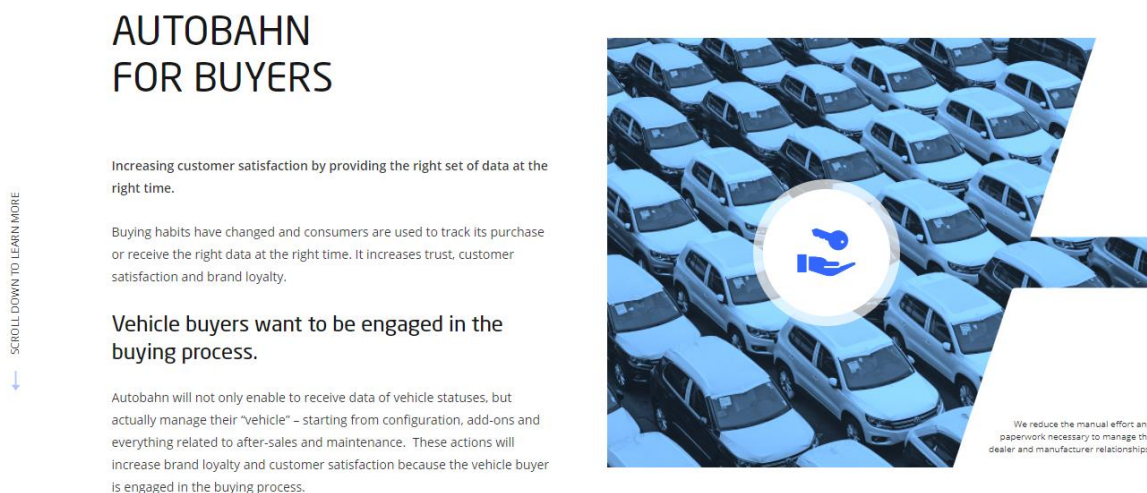 AUTOBAHN
FOR BUYERS
Increasing customer satisfaction by providing the right set of data at the
right time.
Buying habits have changed and consumers are used to track its purchase
or receive the right data at the right time. It increases trust, customer
satisfaction and brand loyalty.
Vehicle buyers want to be engaged in the
buying process.
Autobahn will not only enable to receive data of vehicle statuses, but
actually manage their “vehicle” – starting from configuration, add-ons and
everything related to after-sales and maintenance.  These actions will
increase brand loyalty and customer satisfaction because the vehicle buyer
is engaged in the buying process.
SCROLL DOWN TO LEARN MORE
We reduce the manual effort an
paperwork necessary to manage th
dealer and manufacturer relationships